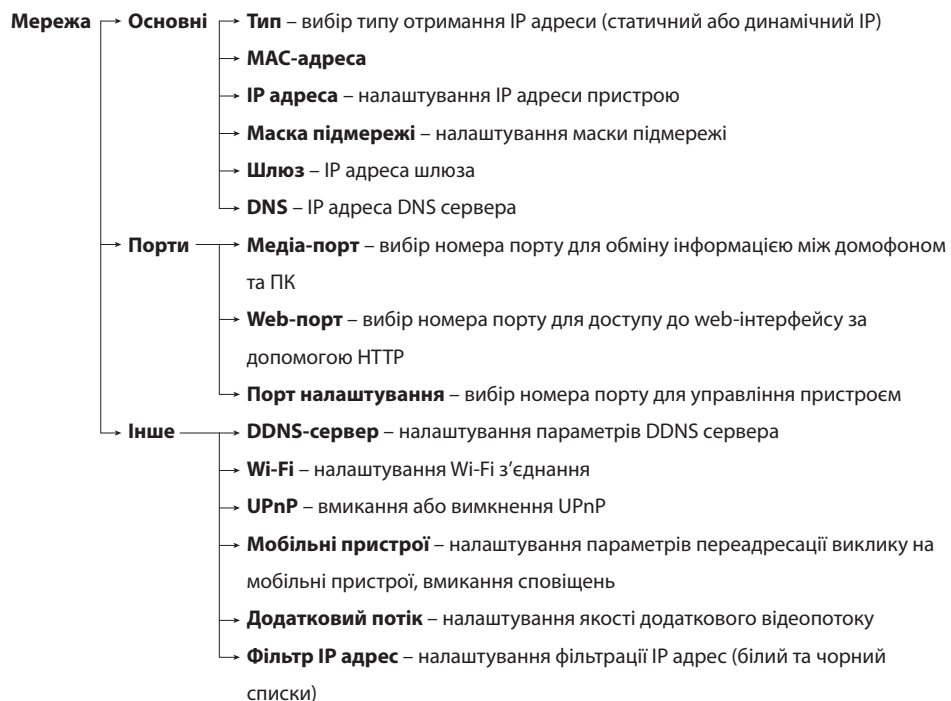 Мережа Основні Тип – вибір типу отримання IP адреси (статичний або динамічний IP)
MAC-адреса
IP адреса – налаштування IP адреси пристрою
Маска підмережі – налаштування маски підмережі
Шлюз – IP адреса шлюза
DNS – IP адреса DNS сервера
Порти Медіа-порт – вибір номера порту для обміну інформацією між домофоном
та ПК
Web-порт – вибір номера порту для доступу до web-інтерфейсу за
допомогою HTTP
Порт налаштування – вибір номера порту для управління пристроєм
Інше DDNS-сервер – налаштування параметрів DDNS сервера
Wi-Fi – налаштування Wi-Fi з’єднання
UPnP – вмикання або вимкнення UPnP
Мобільні пристрої – налаштування параметрів переадресації виклику на
мобільні пристрої, вмикання сповіщень
Додатковий потік – налаштування якості додаткового відеопотоку
Фільтр IP адрес – налаштування фільтрації IP адрес (білий та чорний
списки)